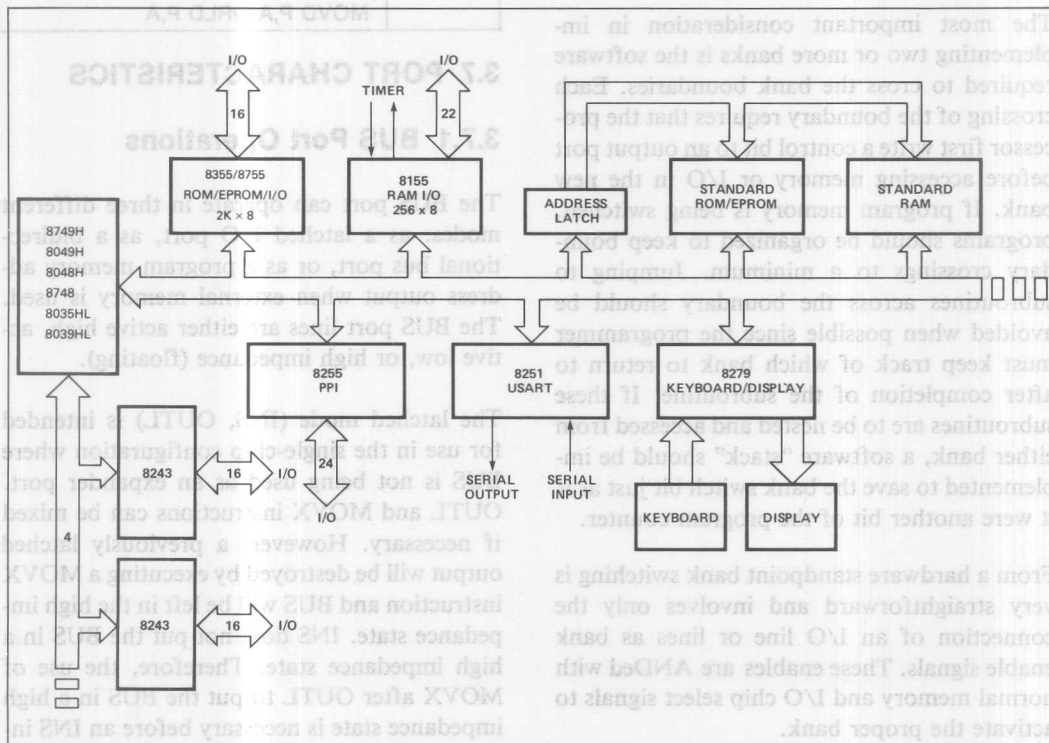 I/O
I/O
TIMER
16
22
8355/8755
ROM/EPROM/I/O
2K × 8
8155
RAM I/O
256 × 8
ADDRESS
LATCH
STANDARD
ROM/EPROM
STANDARD
RAM
8749H
8049H
8048H
8748
8035HL
8039HL
8255
PPI
8251
USART
8279
KEYBOARD/DISPLAY
8243
16
I/O
24
I/O
SERIAL
OUTPUT
SERIAL
INPUT
KEYBOARD
DISPLAY
4
8243
16
I/O
The most important consideration in im-
plementing two or more banks is the software
required to cross the bank boundaries. Each
crossing of the boundary requires that the pro-
cessor first write a control bit to an output port
before accessing memory or I/O in the new
bank. If program memory is being
programs should be organized to keep
crossings to a minimum. Jumping to
subroutines across the boundary should be
avoided when possible since the programmer
must keep track of which bank to return to
after completion of the subroutine. If these
subroutines are to be nested and accessed from
either bank, a software "stack" should be im-
plemented to save the bank switch bit just
it were another bit of the program counter.
From a hardware standpoint bank switching is
very straightforward and involves only the
connection of an I/O line or lines as bank
enable signals. These enables are ANDed with
normal memory and I/O chip select signals to
activate the proper bank.
MOVD P,A ORLD P,A
3.7 PORT CHARACTERISTICS
3.7.1 BUS Port Operations
The BUS port can operate in three different
modes: as a latched I/O port, as a bidirec-
tional bus port, or as a program memory ad-
dress output when external memory is used.
The BUS port lines are either active high, ac-
tive low, or high impedance (floating).
The latched mode (INS, OUTL) is intended
for use in the single-chip configuration where
BUS is not being used as an expander port.
OUTL and MOVX instructions can be mixed
if necessary. However, a previously latched
output will be destroyed by executing a MOVX
instruction and BUS will be left in the high im-
pedance state. INS does not put the BUS in a
high impedance state. Therefore, the use of
MOVX after OUTL to put the BUS in a high
impedance state is necessary before an INS in-